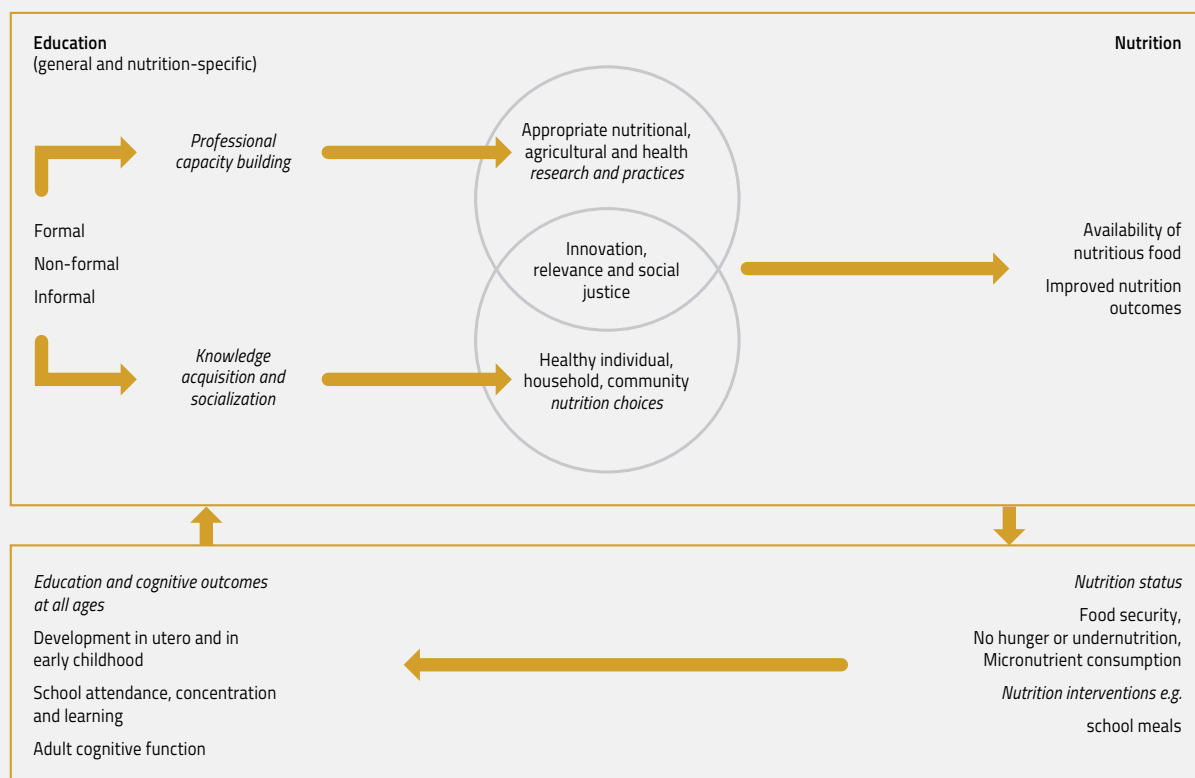 Education
(general and nutrition-specific)
Nutrition
Professional
capacity building
Appropriate nutritional,
agricultural and health
research and practices
Formal
Non-formal
Informal
Innovation,
relevance and social
justice
Availability of
nutritious food
Improved nutrition
outcomes
Knowledge
acquisition and
socialization
Healthy individual,
household, community
nutrition choices
Education and cognitive outcomes
at all ages
Development in utero and in
early childhood
School attendance, concentration
and learning
Adult cognitive function
Nutrition status
Food security,
No hunger or undernutrition,
Micronutrient consumption
Nutrition interventions e.g.
school meals